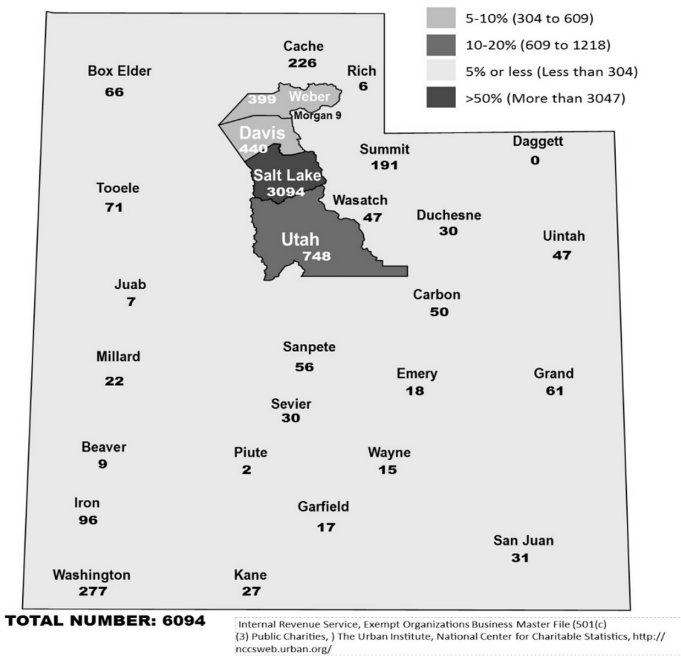 5-10% (304 to 609)
10-20% (609 to 1218)
5% or less (Less than 304)
>50% (More than 3047)
Cache
226
Rich
6
Box Elder
66
399 Weber
Morgan 9
Davis
440
Summit
191
Daggett
0
Salt Lake
3094
Tooele
71
Wasatch
47
Duchesne
30
Uintah
47
Utah
748
Juab
7
Carbon
50
Sanpete
56
Millard
22
Emery
18
Grand
61
Sevier
30
Beaver
9
Piute
2
Wayne
15
Iron
96
Garfield
17
San Juan
31
Washington
277
Kane
27
TOTAL NUMBER: 6094
Internal Revenue Service, Exempt Organizations Business Master File (501(c)
(3) Public Charities, ) The Urban Institute, National Center for Charitable Statistics, http://
nccsweb.urban.org/